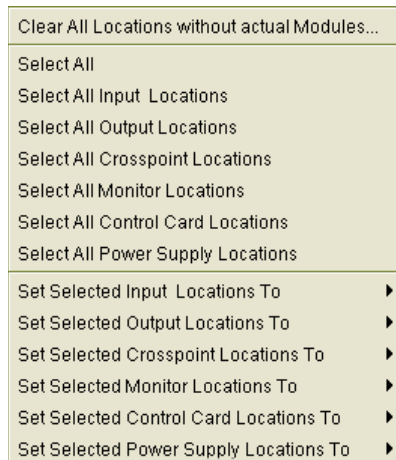 Clear All Locations without actual Modules...
Select All
Select All Input Locations
Select All Output Locations
Select All Crosspoint Locations
Select All Monitor Locations
Select All Control Card Locations
Select All Power Supply Locations
Set Selected Input Locations To
Set Selected Output Locations To
Set Selected Crosspoint Locations To
Set Selected Monitor Locations To
Set Selected Control Card Locations To
Set Selected Power Supply Locations To